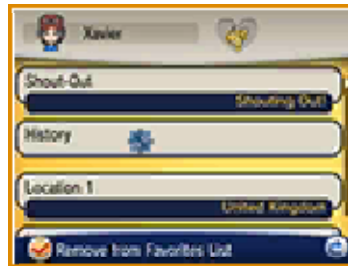 Xavier
Shout-Out
Shouting Out!
History
Location 1
United Kingdom
Remove from Favorites List